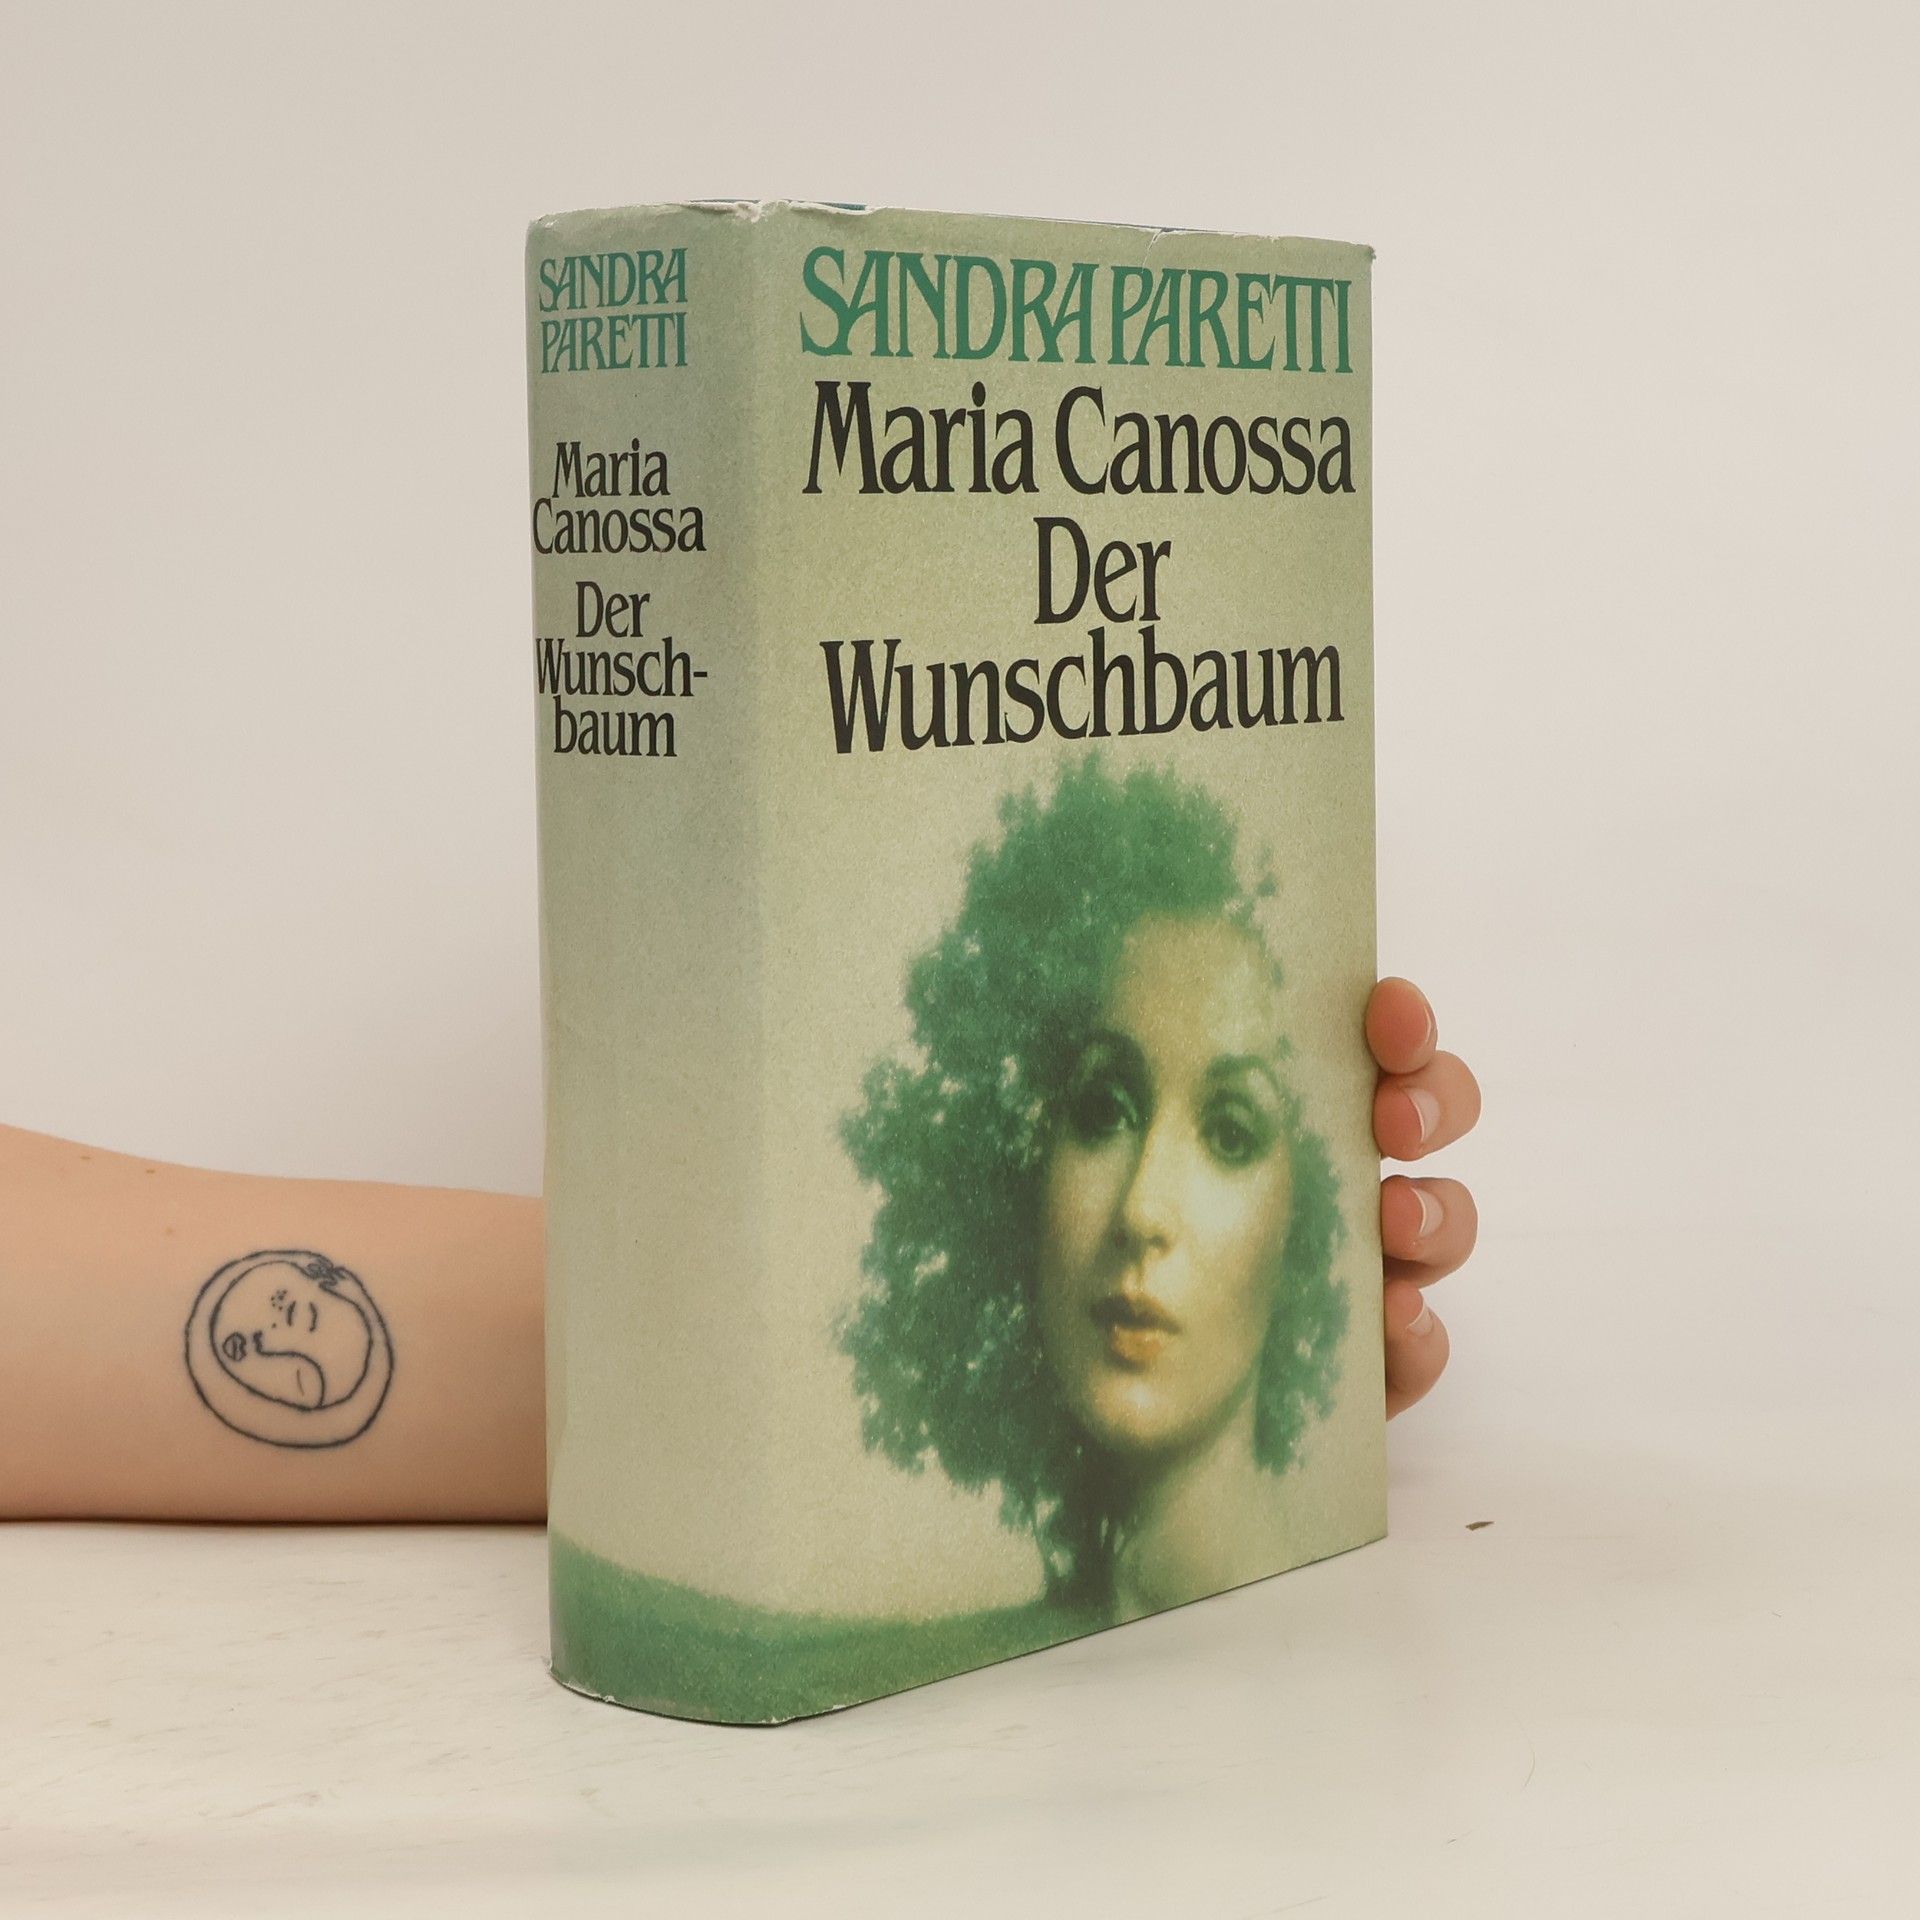 SANDRA
PARETTI
Maria
Canossa
Der
Wunsch-
baum
SANDRA PARETTI
Maria Canossa
Der
Wunschbaum